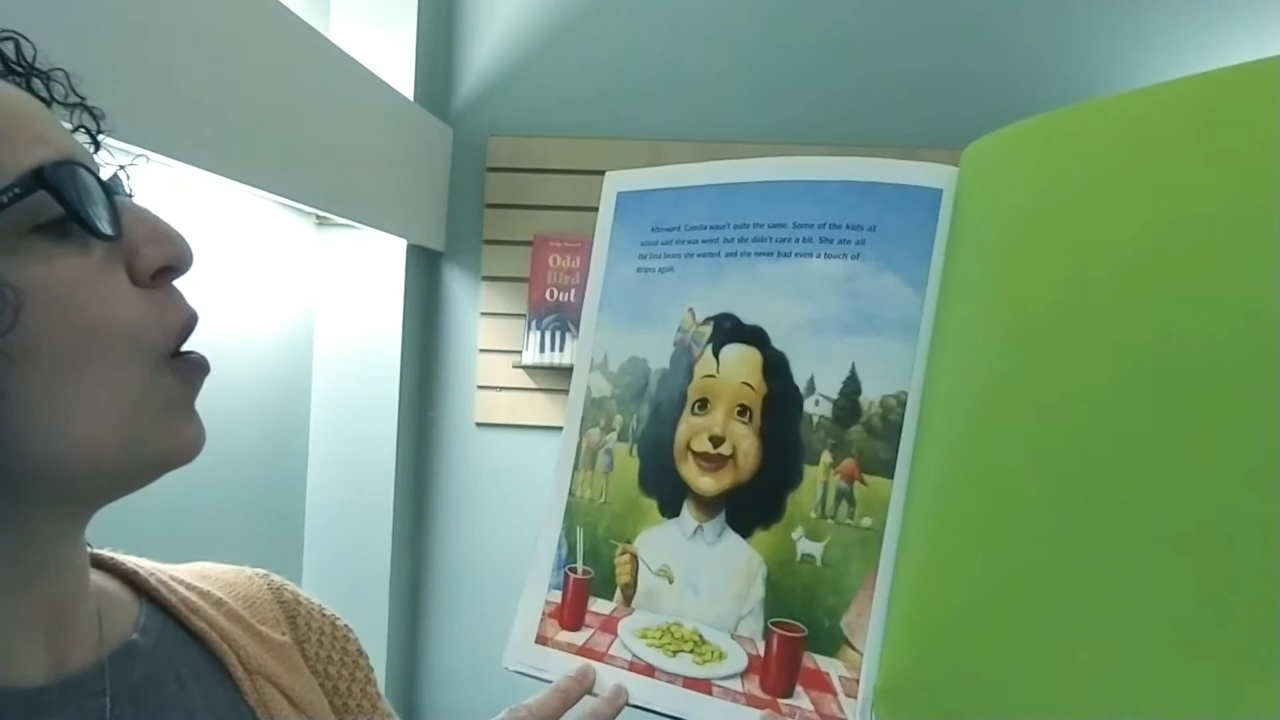 Afterward, Camilla wasn't quite the same. Some of the kids at
school said she was weird, but she didn't care a bit. She ate all
the lima beans she wanted, and she never had even a touch of
stripes again.
Odd
Bird
Out